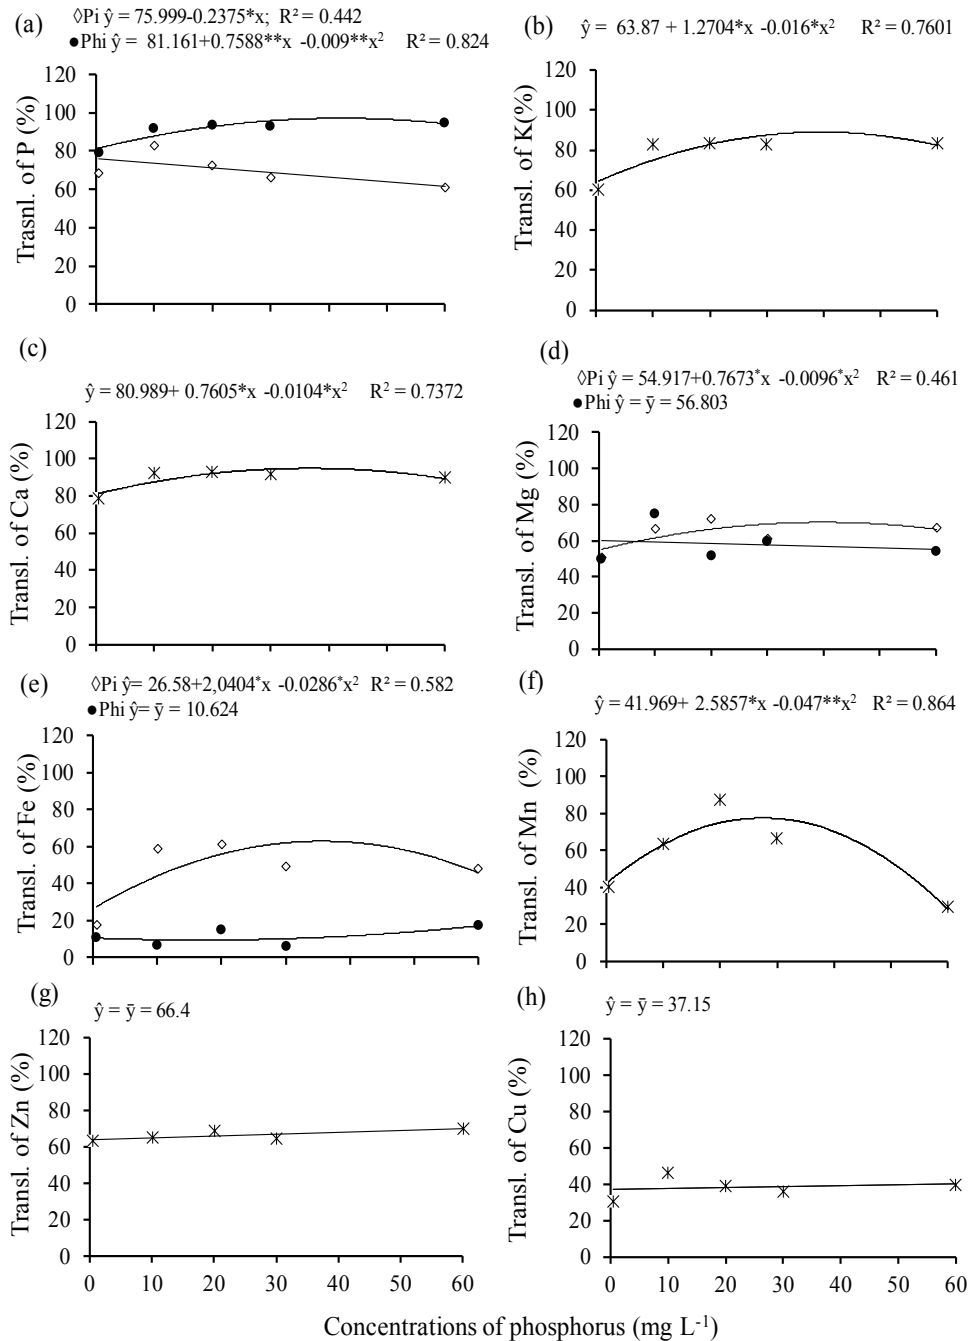 (a)
◊Pi ŷ = 75.999-0.2375*x; R² = 0.442
●Phi ŷ = 81.161+0.7588**x -0.009**x² R² = 0.824
120
100
80
60
40
20
0
Trasnl. of P (%)
(b)
ŷ = 63.87 + 1.2704*x -0.016*x² R² = 0.7601
120
100
80
60
40
20
0
Transl. of K(%)
(c)
ŷ = 80.989+ 0.7605*x -0.0104*x² R² = 0.7372
120
100
80
60
40
20
0
Transl. of Ca (%)
(d)
◊Pi ŷ = 54.917+0.7673*x -0.0096*x² R² = 0.461
●Phi ŷ = ȳ = 56.803
120
100
80
60
40
20
0
Transl. of Mg (%)
(e)
◊Pi ŷ= 26.58+2,0404*x -0.0286*x² R² = 0.582
●Phi ŷ= ȳ = 10.624
120
100
80
60
40
20
0
Transl. of Fe (%)
(f)
ŷ = 41.969+ 2.5857*x -0.047**x² R² = 0.864
120
100
80
60
40
20
0
Transl. of Mn (%)
(g)
ŷ = ȳ = 66.4
120
100
80
60
40
20
0
Transl. of Zn (%)
0 10 20 30 40 50 60
(h)
ŷ = ȳ = 37.15
120
100
80
60
40
20
0
Transl. of Cu (%)
0 10 20 30 40 50 60
Concentrations of phosphorus (mg L⁻¹)